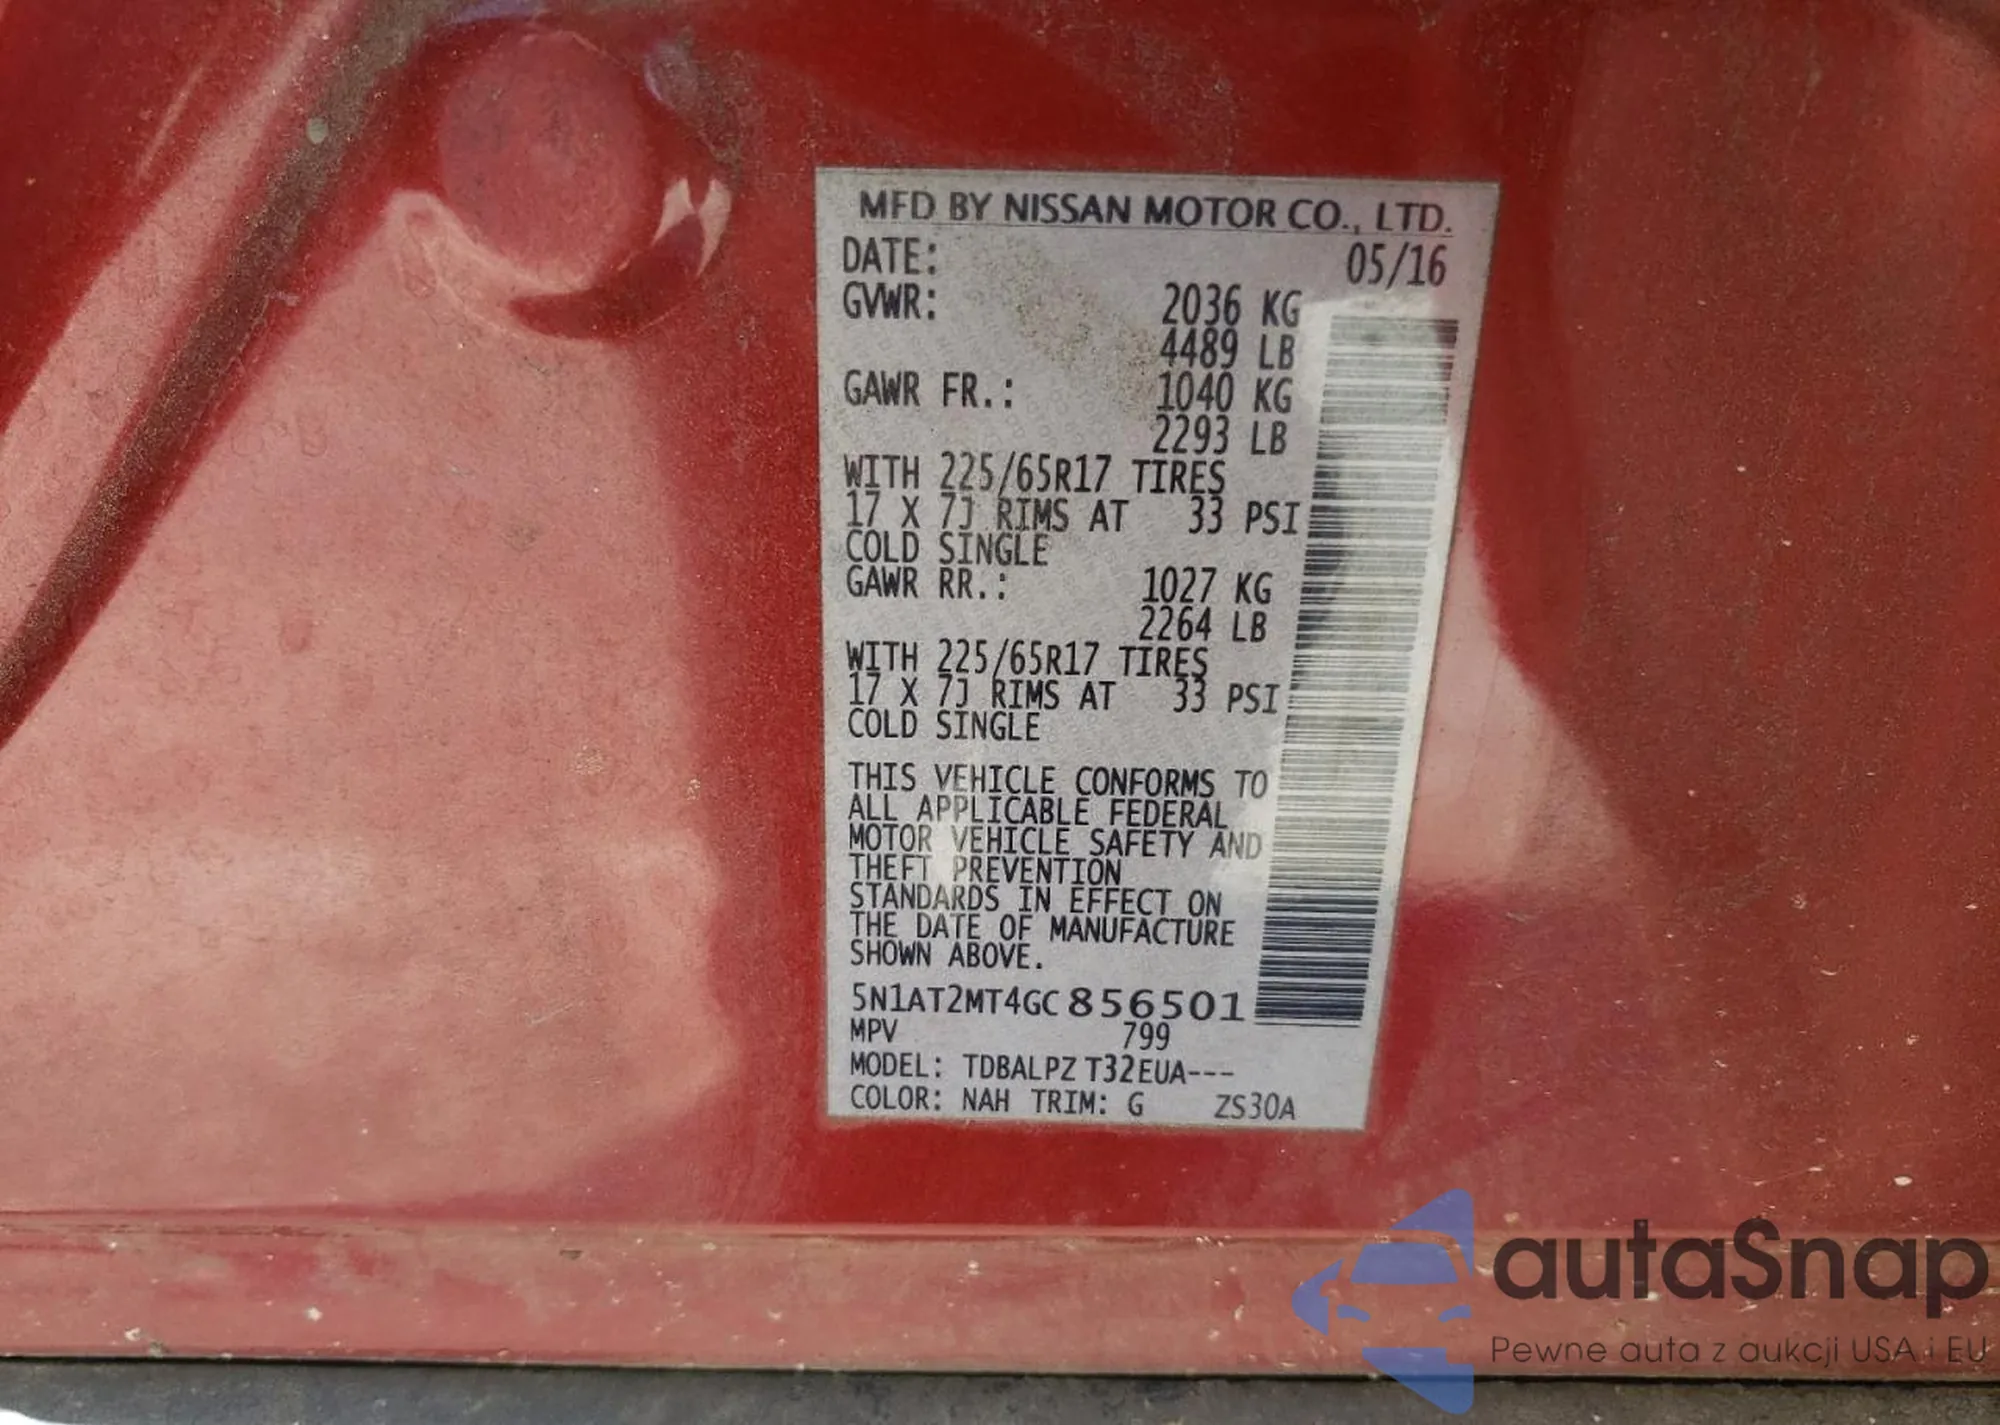 MFD BY NISSAN MOTOR CO., LTD.
DATE: 05/16
GVWR: 2036 KG
4489 LB
GAWR FR.: 1040 KG
2293 LB
WITH 225/65R17 TIRES
17 X 7J RIMS AT 33 PSI
COLD SINGLE
GAWR RR.: 1027 KG
2264 LB
WITH 225/65R17 TIRES
17 X 7J RIMS AT 33 PSI
COLD SINGLE
THIS VEHICLE CONFORMS TO
ALL APPLICABLE FEDERAL
MOTOR VEHICLE SAFETY AND
THEFT PREVENTION
STANDARDS IN EFFECT ON
THE DATE OF MANUFACTURE
SHOWN ABOVE.
5N1AT2MT4GC856501
MPV 799
MODEL: TDBALPZ T32EUA---
COLOR: NAH TRIM: G ZS30A
autaSnap
Pewne auta z aukcji USA i EU